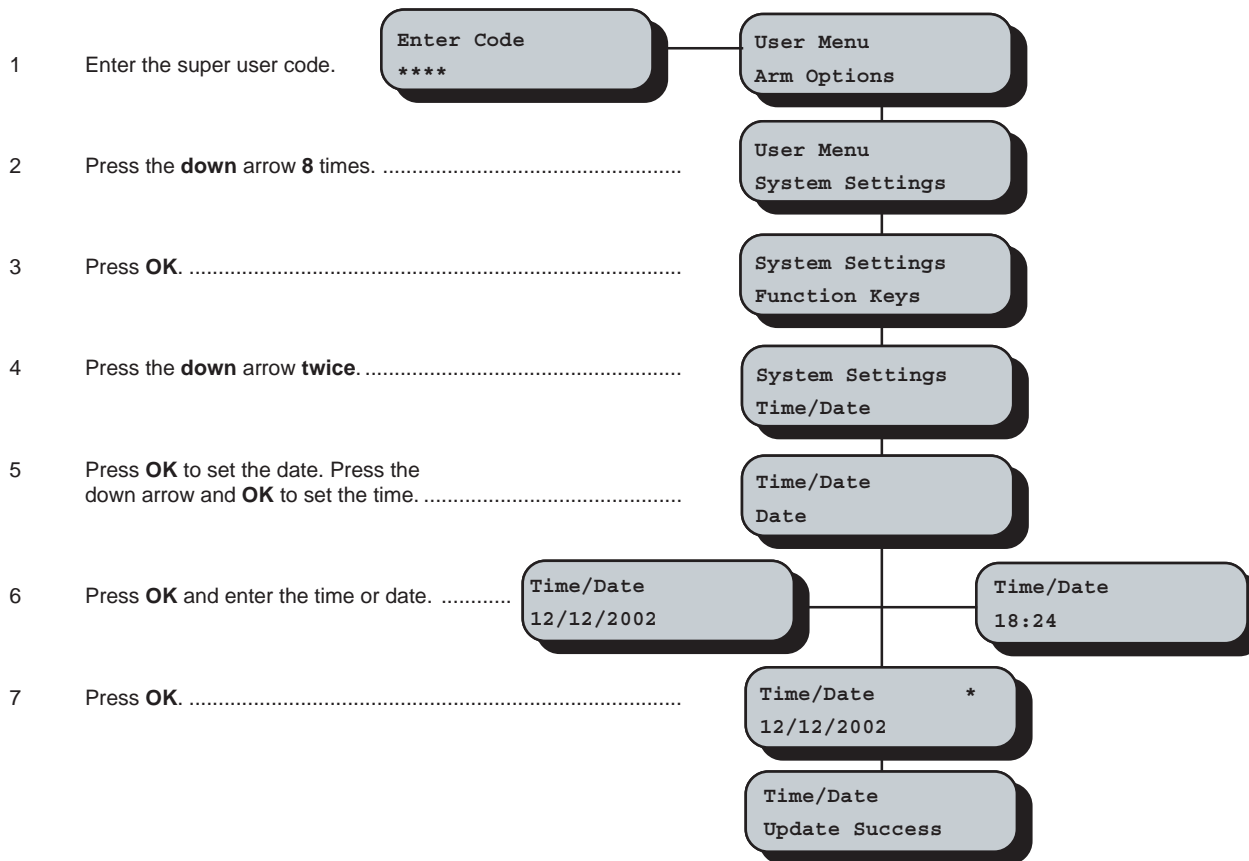 Enter Code
****
User Menu
Arm Options
1 Enter the super user code.
2 Press the down arrow 8 times. ...................................................
User Menu
System Settings
3 Press OK. ....................................................................................
System Settings
Function Keys
4 Press the down arrow twice. ......................................................
System Settings
Time/Date
5 Press OK to set the date. Press the
down arrow and OK to set the time. ............................................
Time/Date
Date
6 Press OK and enter the time or date. ............
Time/Date
12/12/2002
Time/Date
18:24
7 Press OK. ....................................................................................
Time/Date *
12/12/2002
Time/Date
Update Success